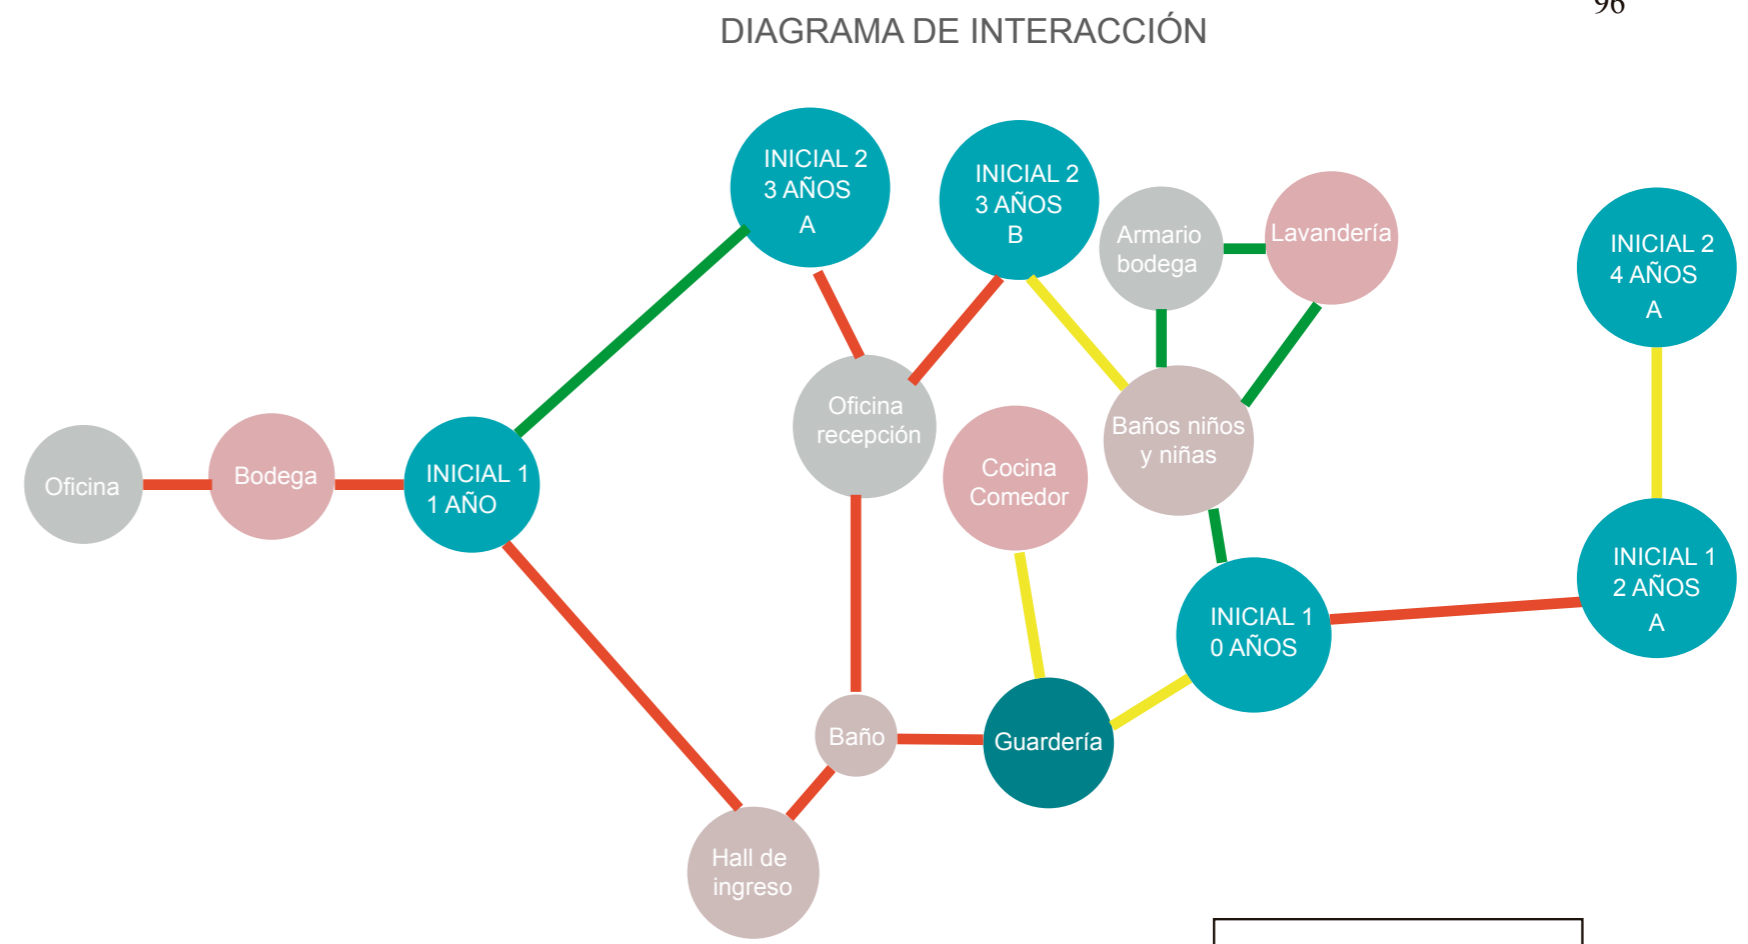 96
DIAGRAMA DE INTERACCIÓN
INICIAL 2
3 AÑOS
A
INICIAL 2
3 AÑOS
B
Armario
bodega
Lavandería
INICIAL 2
4 AÑOS
A
Oficina
recepción
Baños niños
y niñas
Cocina
Comedor
Oficina
Bodega
INICIAL 1
1 AÑO
INICIAL 1
2 AÑOS
A
INICIAL 1
0 AÑOS
Baño
Guardería
Hall de
ingreso